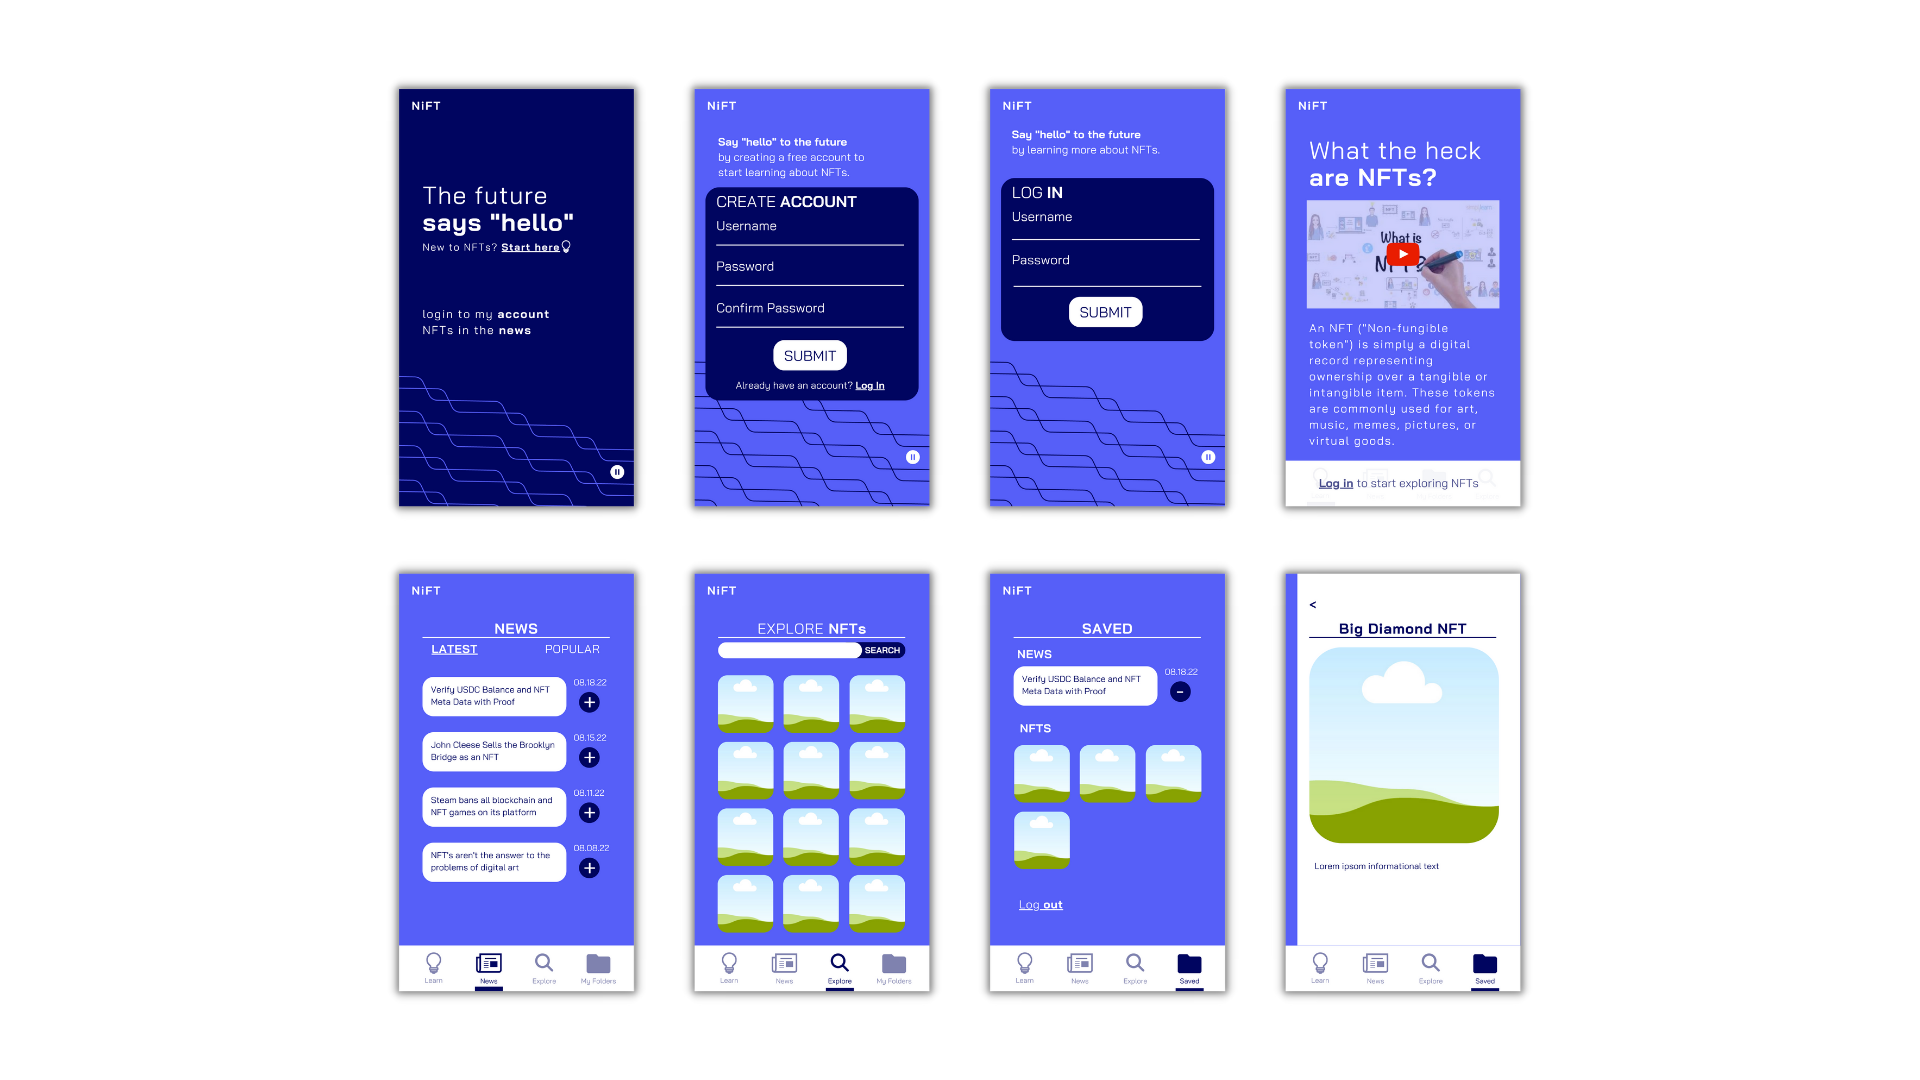 NiFT
The future
says "hello"
New to NFTs? Start here
login to my account
NFTs in the news
NiFT
Say "hello" to the future
by creating a free account to
start learning about NFTs.
CREATE ACCOUNT
Username
Password
Confirm Password
SUBMIT
Already have an account? Log In
NiFT
Say "hello" to the future
by learning more about NFTs.
LOG IN
Username
Password
SUBMIT
NiFT
What the heck
are NFTs?
What is
An NFT ("Non-fungible
token") is simply a digital
record representing
ownership over a tangible or
intangible item. These tokens
are commonly used for art,
music, memes, pictures, or
virtual goods.
Log in to start exploring NFTs
NiFT
NEWS
LATEST POPULAR
Verify USDC Balance and NFT
Meta Data with Proof
08.18.22
John Cleese Sells the Brooklyn
Bridge as an NFT
08.15.22
Steam bans all blockchain and
NFT games on its platform
08.11.22
NFT's aren't the answer to the
problems of digital art
08.08.22
Learn News Explore My Folders
NiFT
EXPLORE NFTs
SEARCH
Learn News Explore My Folders
NiFT
SAVED
NEWS
Verify USDC Balance and NFT
Meta Data with Proof
08.18.22
NFTS
Log out
Learn News Explore Saved
<
Big Diamond NFT
Lorem ipsom informational text
Learn News Explore Saved